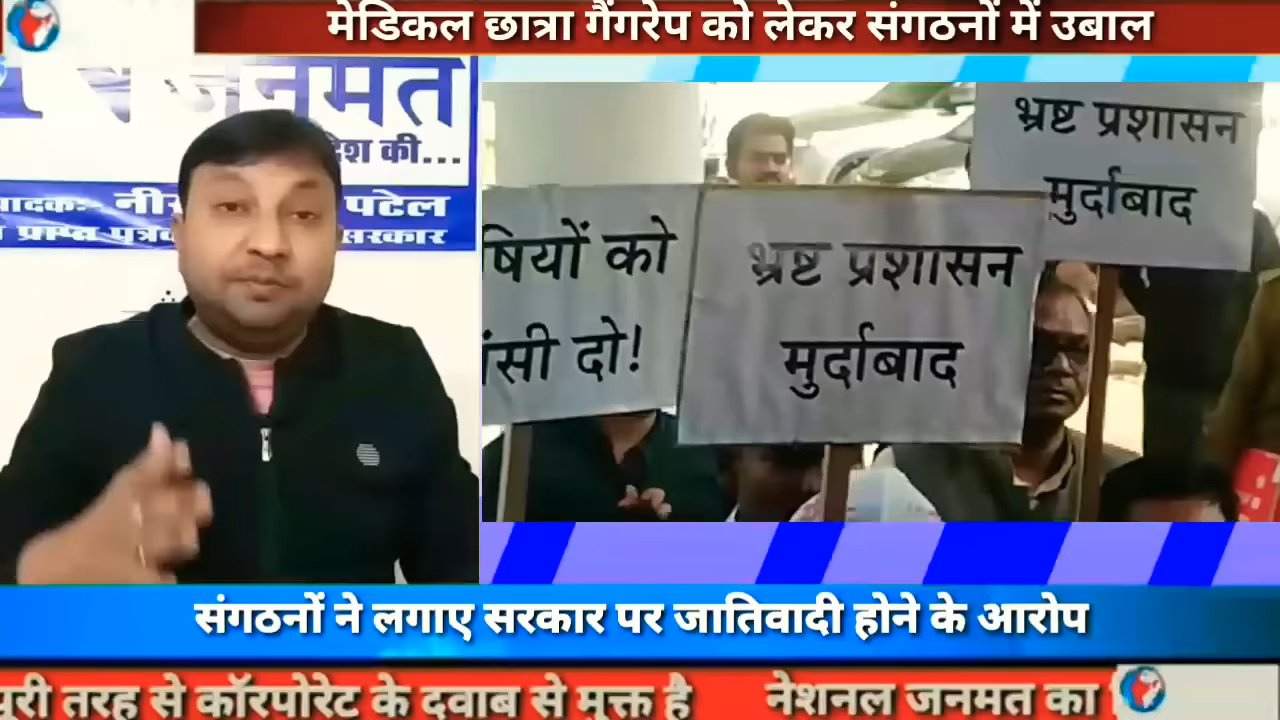 मेडिकल छात्रा गैंगरेप को लेकर संगठनों में उबाल
जनमत
की...
पटेल
प्राप्त
सरकार
षियों को
दो!
भ्रष्ट प्रशासन
मुर्दाबाद
भ्रष्ट प्रशासन
मुर्दाबाद
संगठनों ने लगाए सरकार पर जातिवादी होने के आरोप
तरह से कॉरपोरेट के दवाब से मुक्त है नेशनल जनमत का